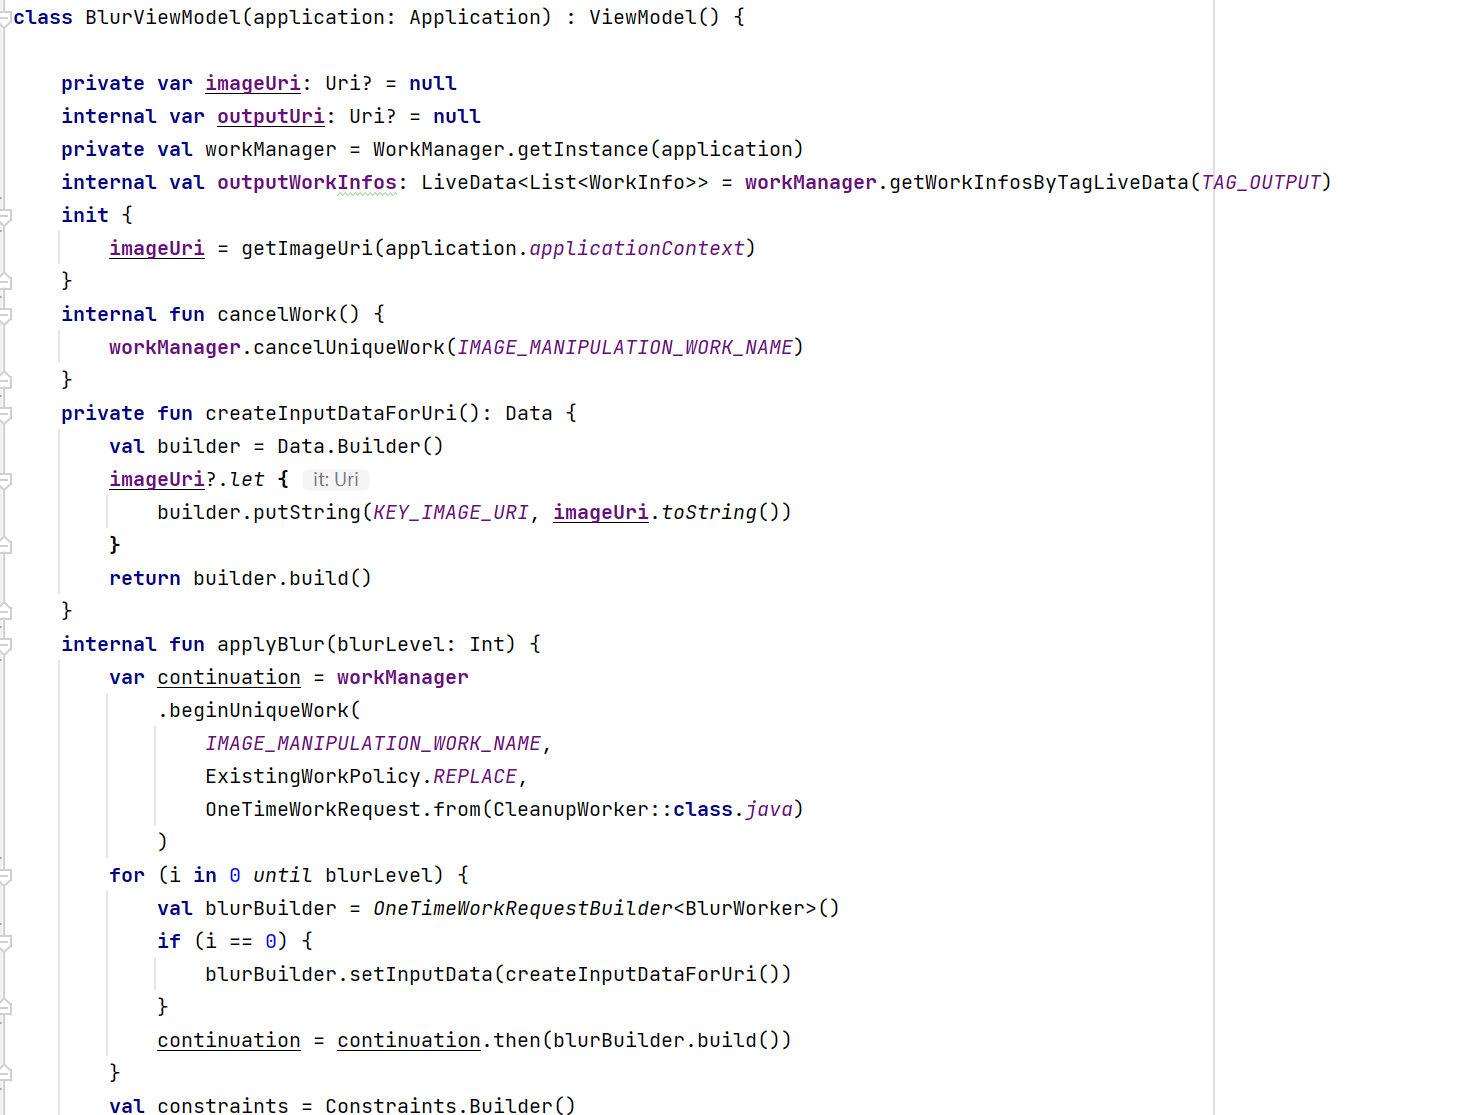 class BlurViewModel(application: Application) : ViewModel() {
    private var imageUri: Uri? = null
    internal var outputUri: Uri? = null
    private val workManager = WorkManager.getInstance(application)
    internal val outputWorkInfos: LiveData<List<WorkInfo>> = workManager.getWorkInfosByTagLiveData(TAG_OUTPUT)
    init {
        imageUri = getImageUri(application.applicationContext)
    }
    internal fun cancelWork() {
        workManager.cancelUniqueWork(IMAGE_MANIPULATION_WORK_NAME)
    }
    private fun createInputDataForUri(): Data {
        val builder = Data.Builder()
        imageUri?.let { it: Uri
            builder.putString(KEY_IMAGE_URI, imageUri.toString())
        }
        return builder.build()
    }
    internal fun applyBlur(blurLevel: Int) {
        var continuation = workManager
            .beginUniqueWork(
                IMAGE_MANIPULATION_WORK_NAME,
                ExistingWorkPolicy.REPLACE,
                OneTimeWorkRequest.from(CleanupWorker::class.java)
            )
        for (i in 0 until blurLevel) {
            val blurBuilder = OneTimeWorkRequestBuilder<BlurWorker>()
            if (i == 0) {
                blurBuilder.setInputData(createInputDataForUri())
            }
            continuation = continuation.then(blurBuilder.build())
        }
        val constraints = Constraints.Builder()